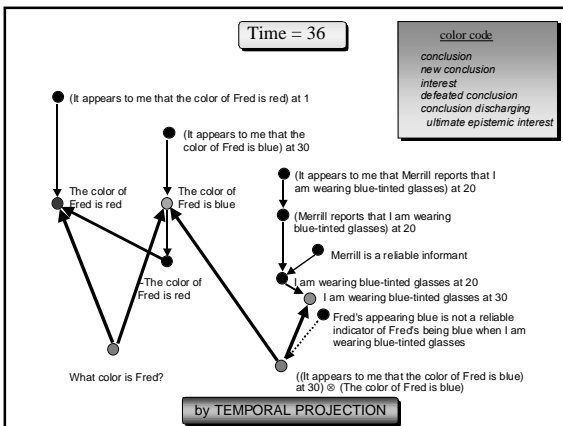 Time = 36
color code
conclusion
new conclusion
interest
defeated conclusion
conclusion discharging
ultimate epistemic interest
(It appears to me that the color of Fred is red) at 1
(It appears to me that the
color of Fred is blue) at 30
(It appears to me that Merrill reports that I
am wearing blue-tinted glasses) at 20
The color of
Fred is red
The color of
Fred is blue
(Merrill reports that I am wearing
blue-tinted glasses) at 20
Merrill is a reliable informant
-The color of
Fred is red
I am wearing blue-tinted glasses at 20
I am wearing blue-tinted glasses at 30
Fred's appearing blue is not a reliable
indicator of Fred's being blue when I am
wearing blue-tinted glasses
What color is Fred?
((It appears to me that the color of Fred is blue)
at 30) ⊗ (The color of Fred is blue)
by TEMPORAL PROJECTION